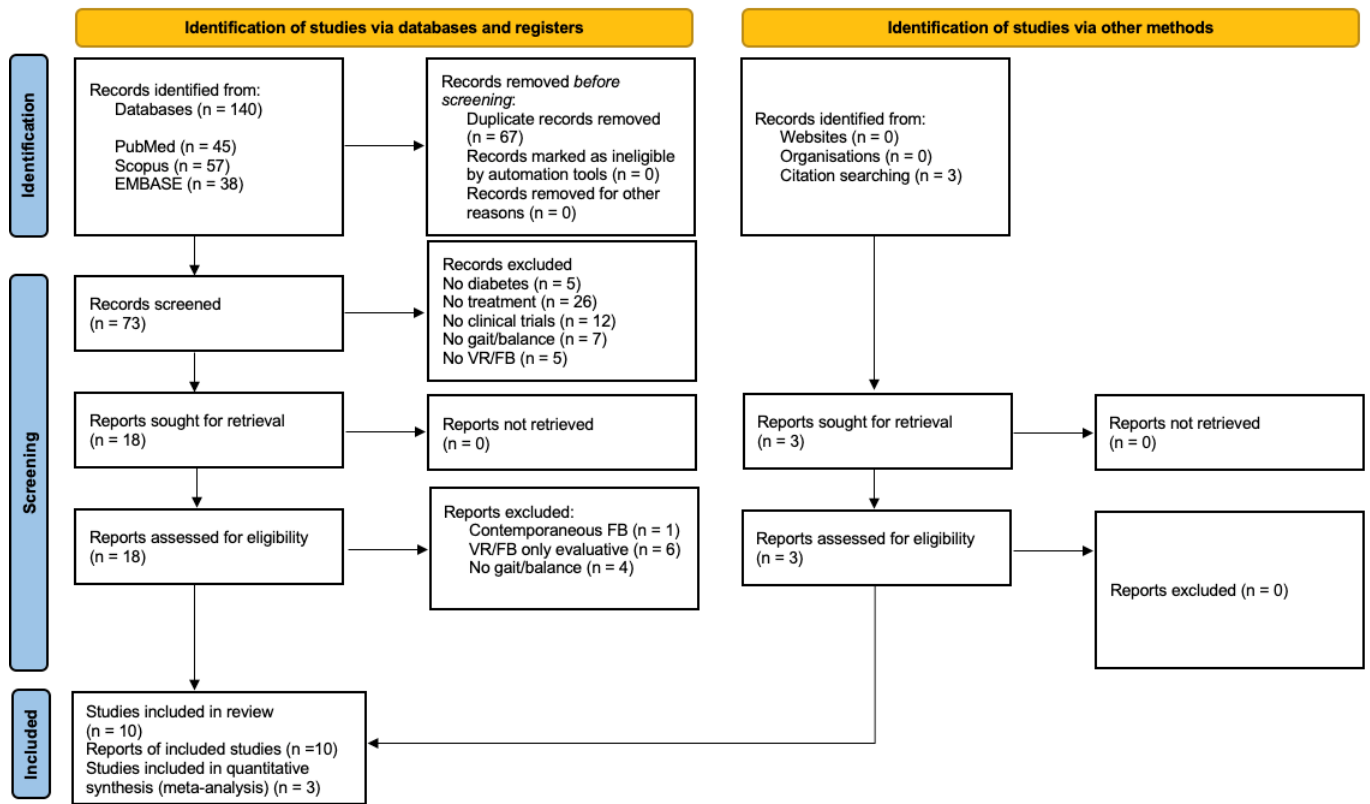 Identification of studies via databases and registers
Identification of studies via other methods
Identification
Records identified from:
Databases (n = 140)
PubMed (n = 45)
Scopus (n = 57)
EMBASE (n = 38)
Records removed before
screening:
Duplicate records removed
(n = 67)
Records marked as ineligible
by automation tools (n = 0)
Records removed for other
reasons (n = 0)
Records identified from:
Websites (n = 0)
Organisations (n = 0)
Citation searching (n = 3)
Screening
Records screened
(n = 73)
Records excluded
No diabetes (n = 5)
No treatment (n = 26)
No clinical trials (n = 12)
No gait/balance (n = 7)
No VR/FB (n = 5)
Reports sought for retrieval
(n = 18)
Reports not retrieved
(n = 0)
Reports sought for retrieval
(n = 3)
Reports not retrieved
(n = 0)
Reports assessed for eligibility
(n = 18)
Reports excluded:
Contemporaneous FB (n = 1)
VR/FB only evaluative (n = 6)
No gait/balance (n = 4)
Reports assessed for eligibility
(n = 3)
Reports excluded (n = 0)
Included
Studies included in review
(n = 10)
Reports of included studies (n =10)
Studies included in quantitative
synthesis (meta-analysis) (n = 3)